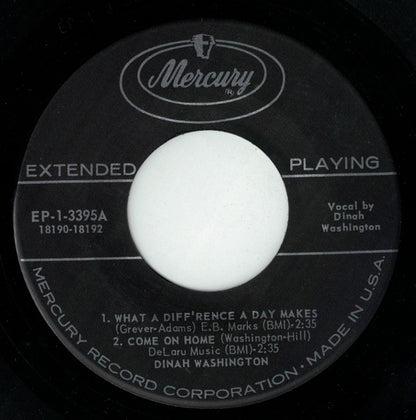 Mercury
(R)
EXTENDED PLAYING
EP-1-3395A
18190-18192
Vocal by
Dinah
Washington
1. WHAT A DIFF'RENCE A DAY MAKES
(Grever-Adams) E.B. Marks (BMI)-2:35
2. COME ON HOME (Washington-Hill)
DeLaru Music (BMI)-2:35
DINAH WASHINGTON
MERCURY RECORD CORPORATION • MADE IN U.S.A.